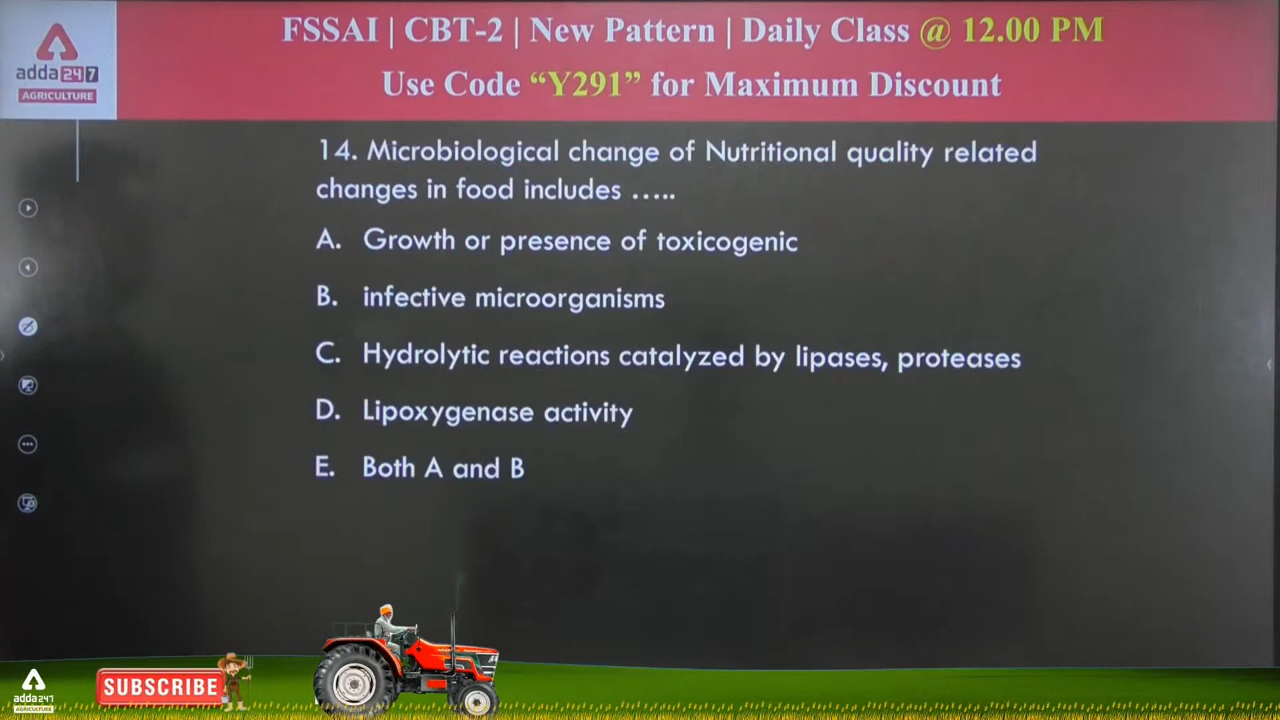 FSSAI | CBT-2 | New Pattern | Daily Class @ 12.00 PM
Use Code “Y291” for Maximum Discount
adda247
AGRICULTURE
14. Microbiological change of Nutritional quality related
changes in food includes .....
A. Growth or presence of toxicogenic
B. infective microorganisms
C. Hydrolytic reactions catalyzed by lipases, proteases
D. Lipoxygenase activity
E. Both A and B
adda247
AGRICULTURE
SUBSCRIBE